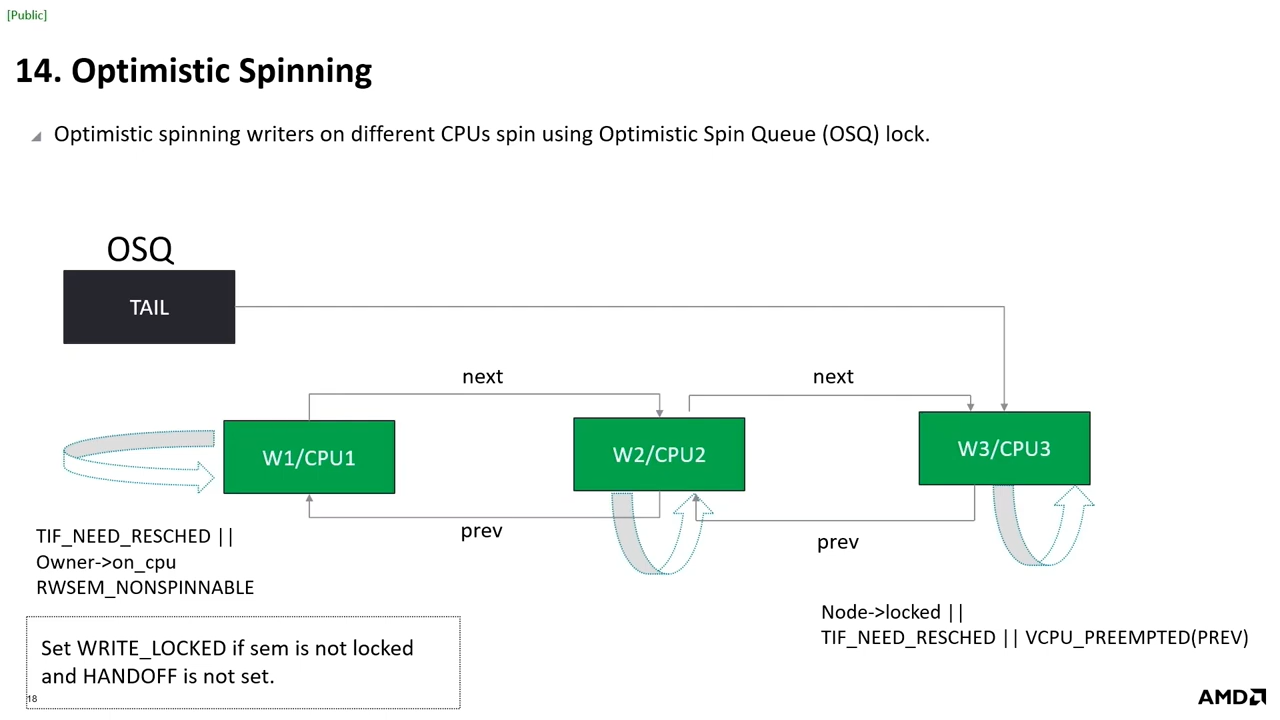 [Public]
14. Optimistic Spinning
Optimistic spinning writers on different CPUs spin using Optimistic Spin Queue (OSQ) lock.
OSQ
TAIL
next
next
W1/CPU1
W2/CPU2
W3/CPU3
prev
prev
TIF_NEED_RESCHED ||
Owner->on_cpu
RWSEM_NONSPINNABLE
Node->locked ||
TIF_NEED_RESCHED || VCPU_PREEMPTED(PREV)
Set WRITE_LOCKED if sem is not locked
and HANDOFF is not set.
18
AMD